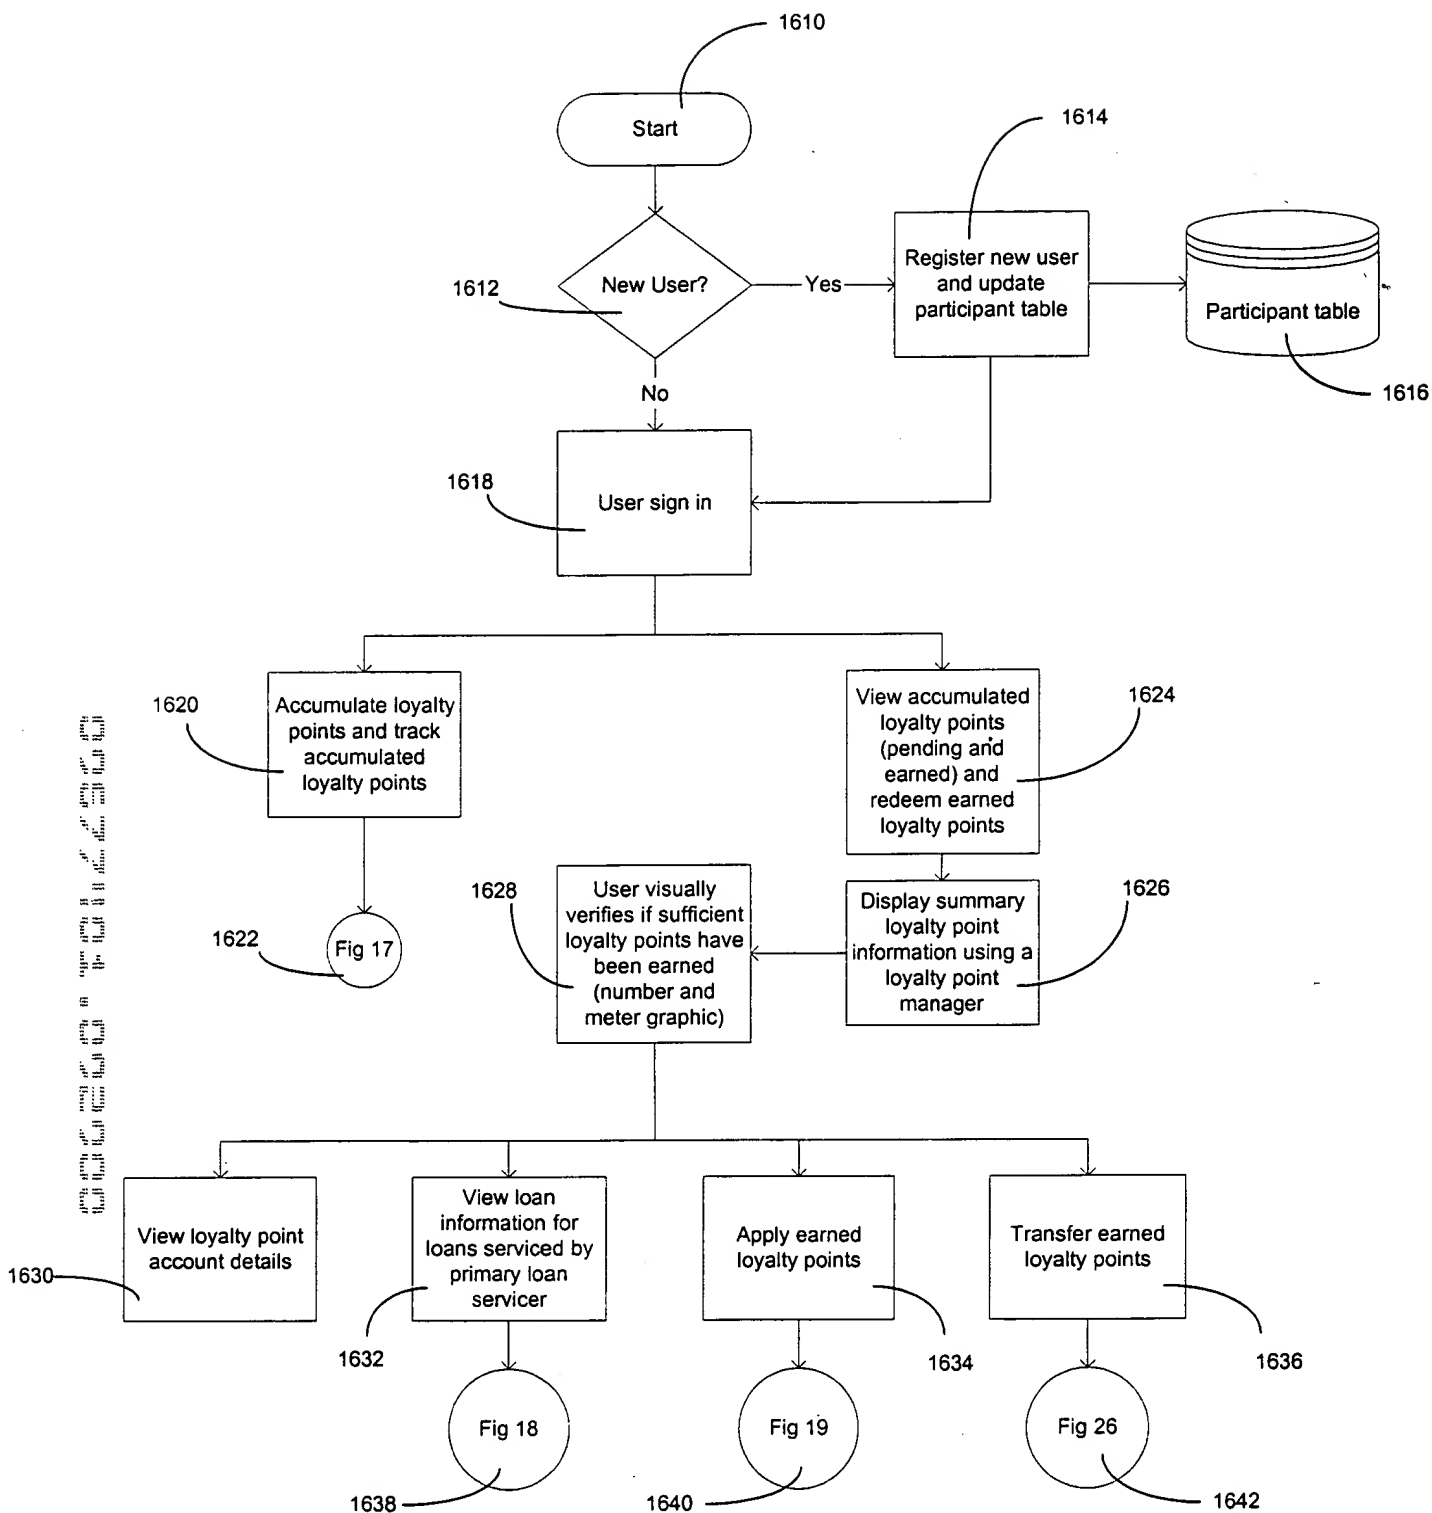 1610
Start
1614
New User?
1612
Yes
Register new user
and update
participant table
Participant table
1616
No
1618
User sign in
1620
Accumulate loyalty
points and track
accumulated
loyalty points
View accumulated
loyalty points
(pending and
earned) and
redeem earned
loyalty points
1624
1628
User visually
verifies if sufficient
loyalty points have
been earned
(number and
meter graphic)
Display summary
loyalty point
information using a
loyalty point
manager
1626
1622
Fig 17
View loyalty point
account details
1630
View loan
information for
loans serviced by
primary loan
servicer
1632
Apply earned
loyalty points
1634
Transfer earned
loyalty points
1636
Fig 18
1638
Fig 19
1640
Fig 26
1642